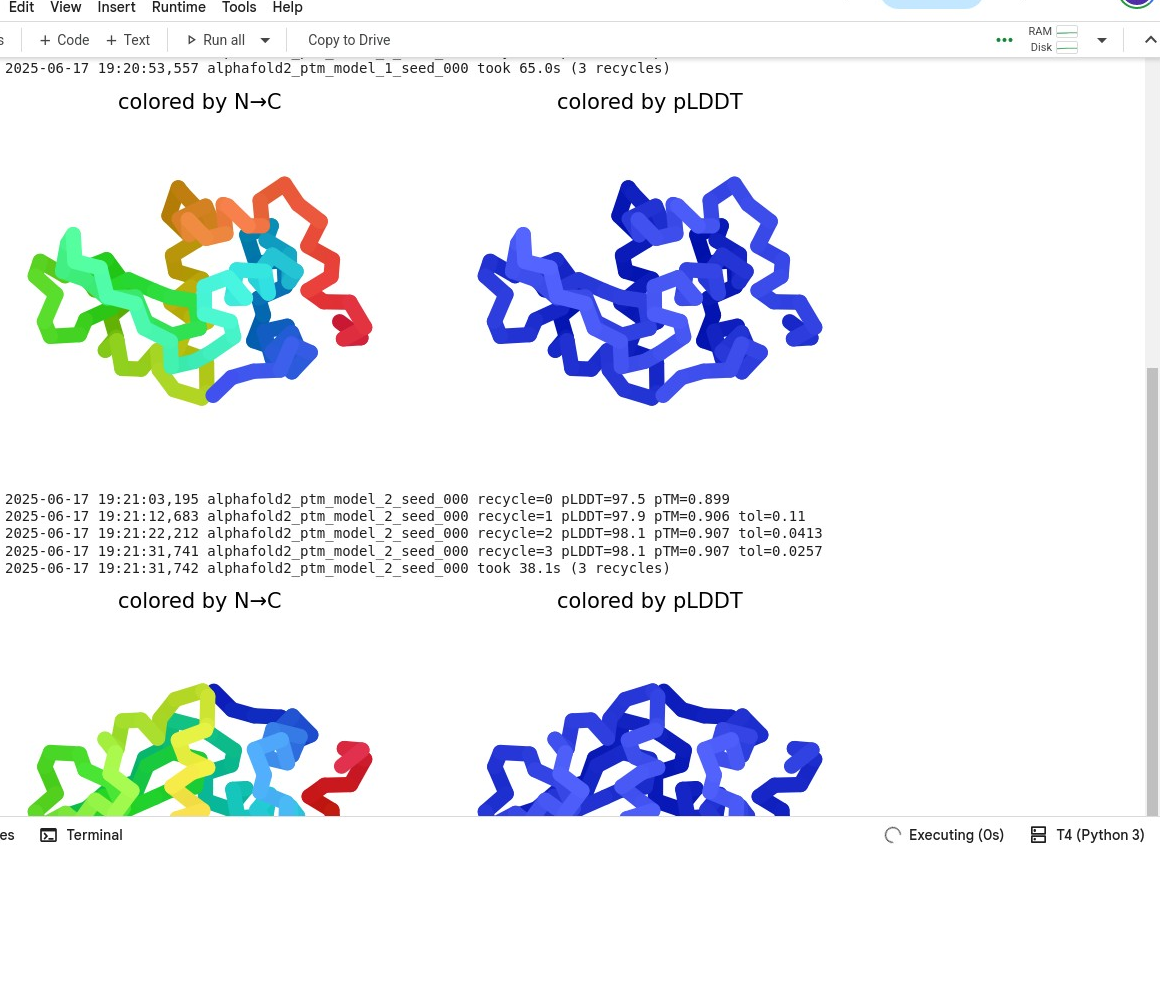 Edit View Insert Runtime Tools Help
s + Code + Text Run all Copy to Drive RAM Disk
2025-06-17 19:20:53,557 alphafold2_ptm_model_1_seed_000 took 65.0s (3 recycles)
colored by N→C colored by pLDDT
2025-06-17 19:21:03,195 alphafold2_ptm_model_2_seed_000 recycle=0 pLDDT=97.5 pTM=0.899
2025-06-17 19:21:12,683 alphafold2_ptm_model_2_seed_000 recycle=1 pLDDT=97.9 pTM=0.906 tol=0.11
2025-06-17 19:21:22,212 alphafold2_ptm_model_2_seed_000 recycle=2 pLDDT=98.1 pTM=0.907 tol=0.0413
2025-06-17 19:21:31,741 alphafold2_ptm_model_2_seed_000 recycle=3 pLDDT=98.1 pTM=0.907 tol=0.0257
2025-06-17 19:21:31,742 alphafold2_ptm_model_2_seed_000 took 38.1s (3 recycles)
colored by N→C colored by pLDDT
es Terminal Executing (0s) T4 (Python 3)